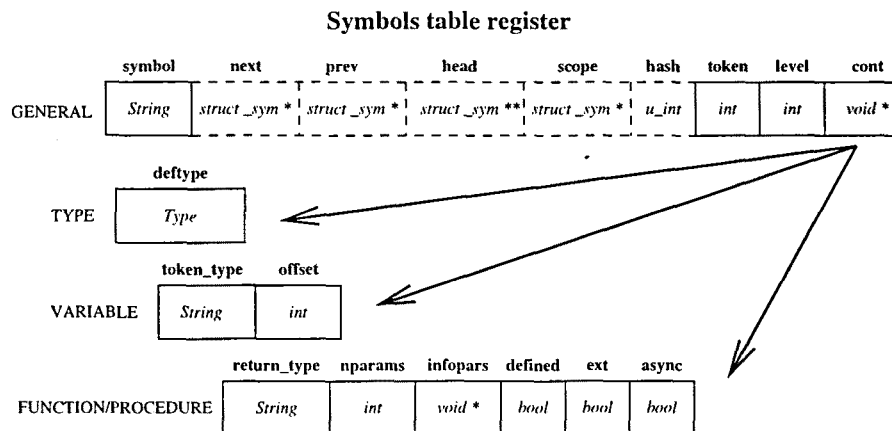 Symbols table register
symbol next prev head scope hash token level cont
GENERAL String struct _sym * struct _sym * struct _sym ** struct _sym * u_int int int void *
deftype
TYPE Type
token_type offset
VARIABLE String int
return_type nparams infopars defined ext async
FUNCTION/PROCEDURE String int void * bool bool bool